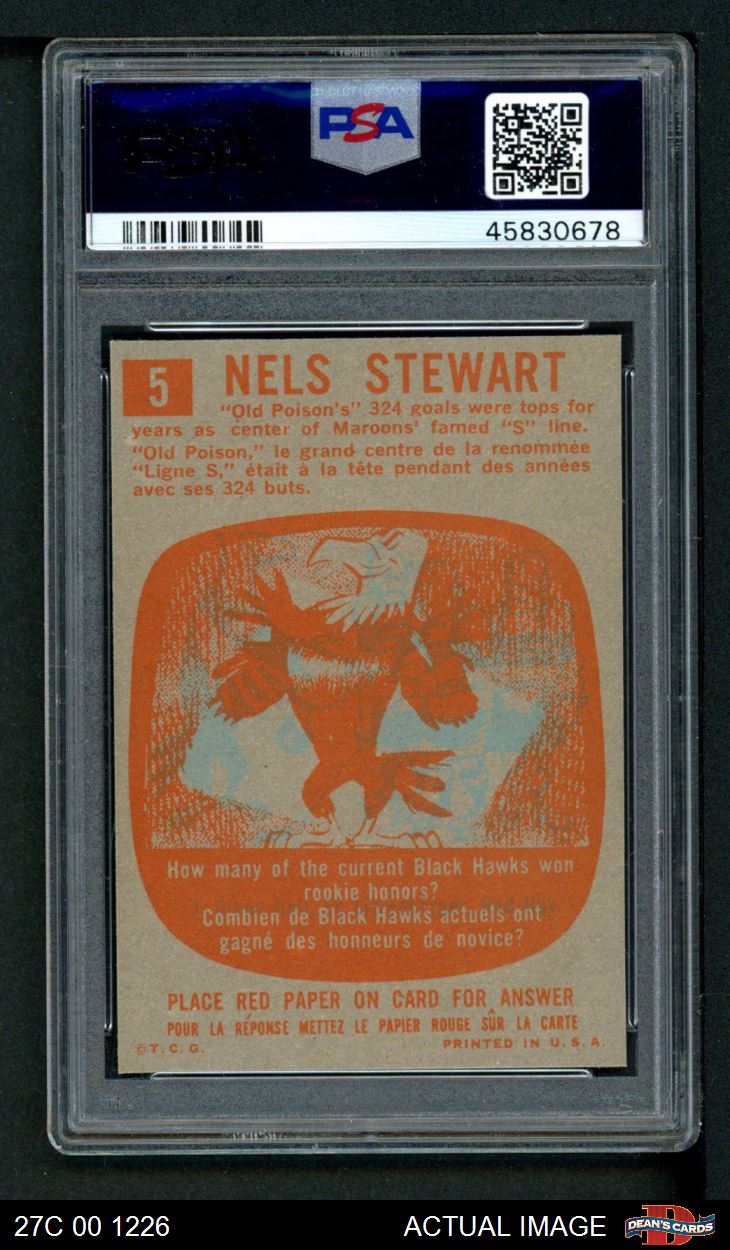 PSA
45830678
5 NELS STEWART
"Old Poison's" 324 goals were tops for
years as center of Maroons' famed "S" line.
"Old Poison," le grand centre de la renommée
"Ligne S," était à la tête pendant des années
avec ses 324 buts.
How many of the current Black Hawks won
rookie honors?
Combien de Black Hawks actuels ont
gagné des honneurs de novice?
PLACE RED PAPER ON CARD FOR ANSWER
POUR LA RÉPONSE METTEZ LE PAPIER ROUGE SÛR LA CARTE
©T.C.G. PRINTED IN U.S.A.
27C 00 1226 ACTUAL IMAGE DEAN'S CARDS